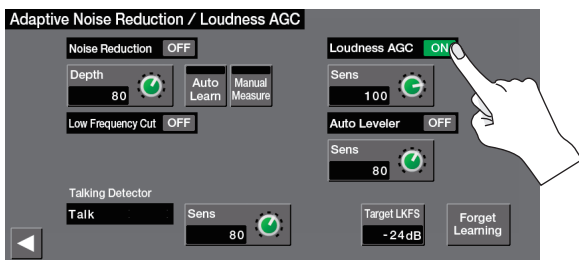 Adaptive Noise Reduction / Loudness AGC
Noise Reduction OFF
Loudness AGC ON
Depth
80
Auto
Learn
Manual
Measure
Sens
100
Low Frequency Cut OFF
Auto Leveler OFF
Sens
80
Talking Detector
Talk
Sens
80
Target LKFS
-24dB
Forget
Learning